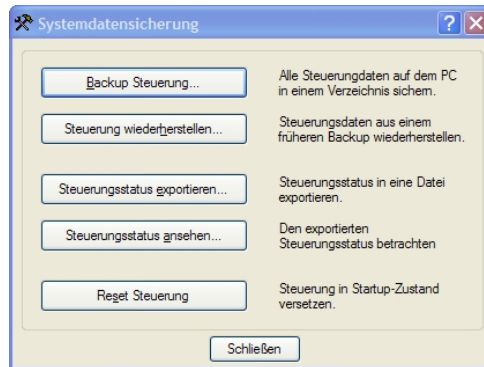 Systemdatensicherung
Backup Steuerung...
Alle Steuerungdaten auf dem PC
in einem Verzeichnis sichern.
Steuerung wiederherstellen...
Steuerungsdaten aus einem
früheren Backup wiederherstellen.
Steuerungsstatus exportieren...
Steuerungsstatus in eine Datei
exportieren.
Steuerungsstatus ansehen...
Den exportierten
Steuerungsstatus betrachten
Reset Steuerung
Steuerung in Startup-Zustand
versetzen.
Schließen